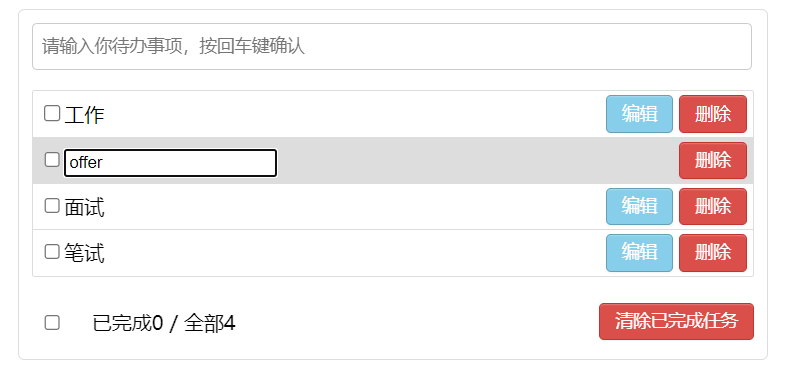 请输入你待办事项，按回车键确认
工作 编辑 删除
offer 删除
面试 编辑 删除
笔试 编辑 删除
已完成0 / 全部4 清除已完成任务